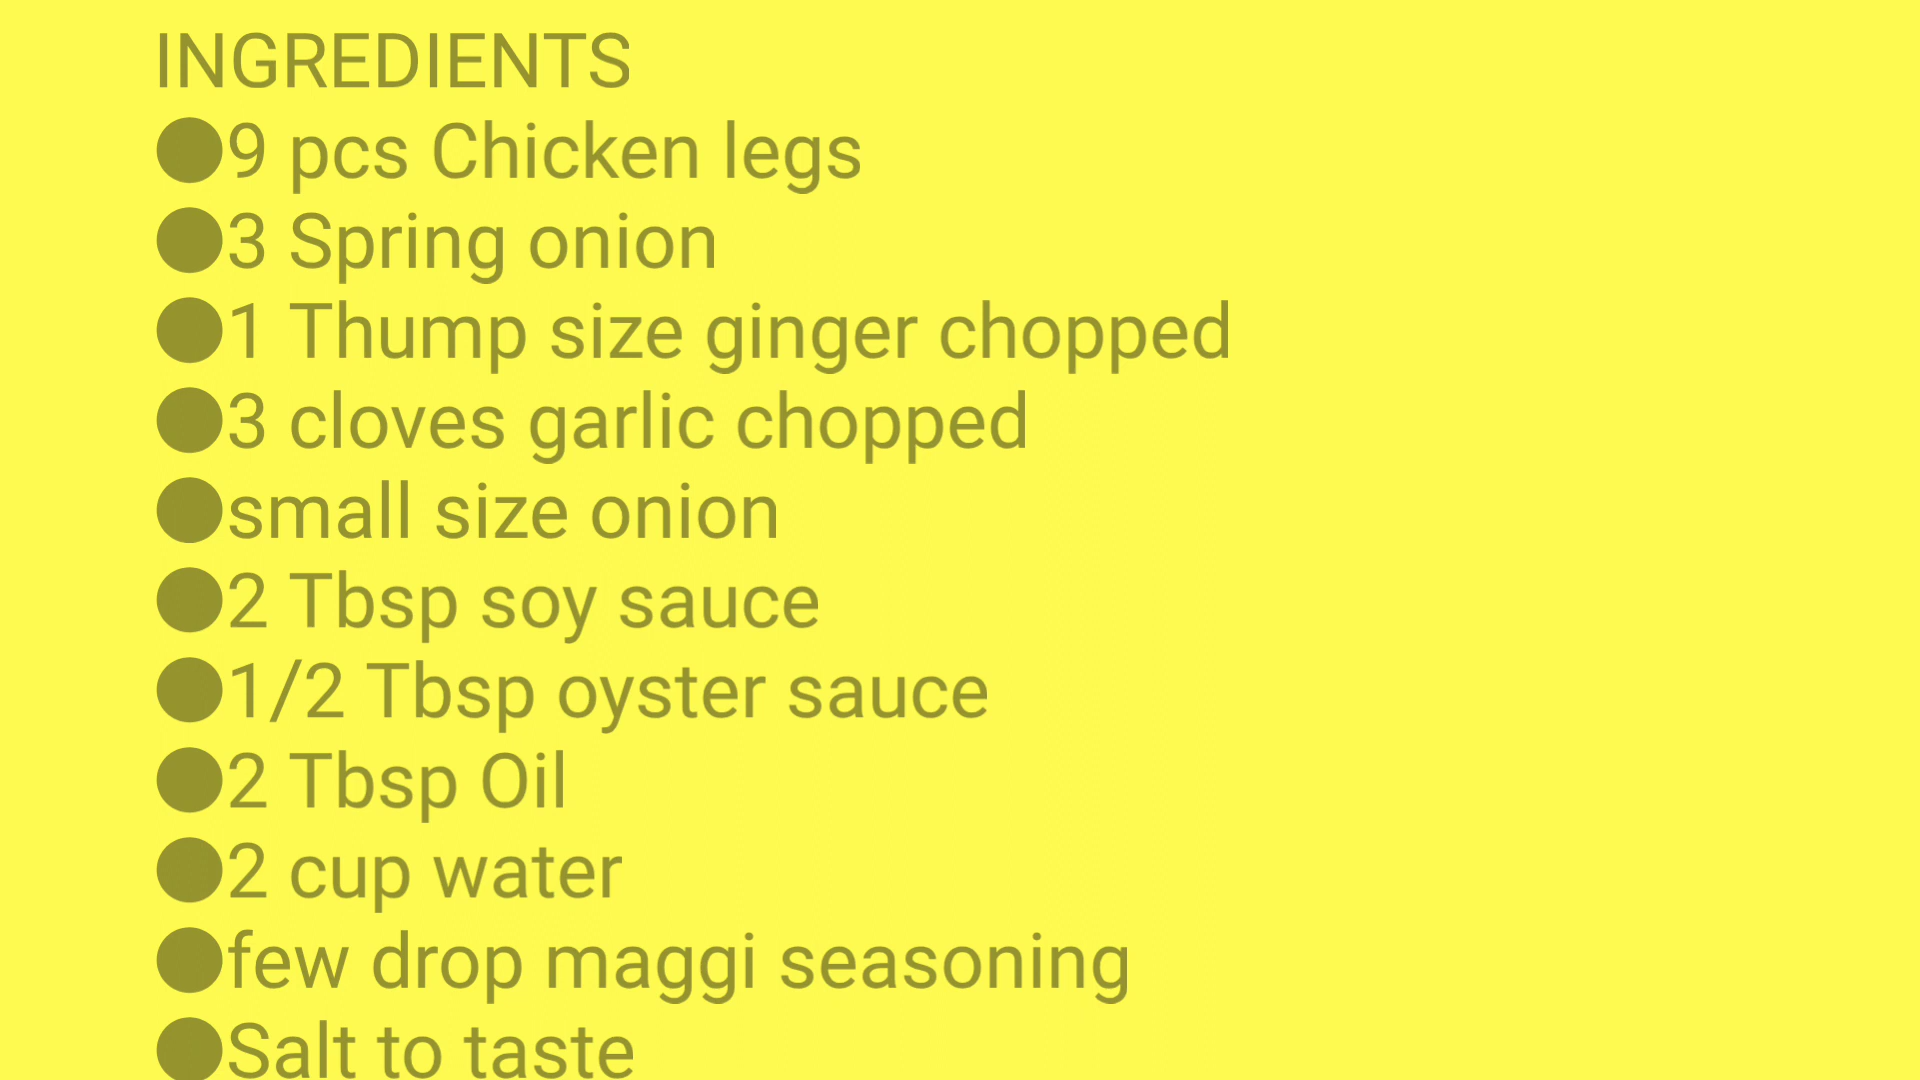 INGREDIENTS
●9 pcs Chicken legs
●3 Spring onion
●1 Thump size ginger chopped
●3 cloves garlic chopped
●small size onion
●2 Tbsp soy sauce
●1/2 Tbsp oyster sauce
●2 Tbsp Oil
●2 cup water
●few drop maggi seasoning
●Salt to taste